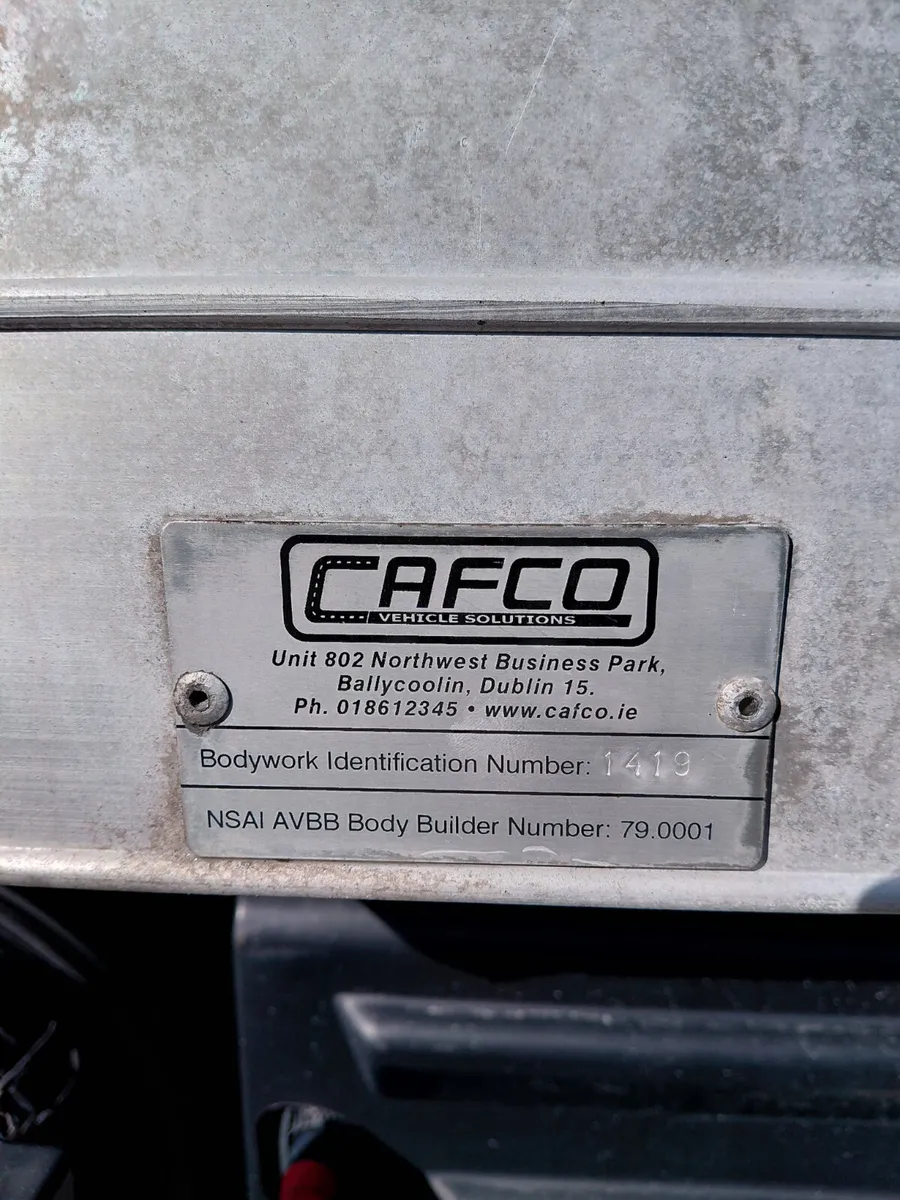 CAFCO
VEHICLE SOLUTIONS
Unit 802 Northwest Business Park,
Ballycoolin, Dublin 15.
Ph. 018612345 • www.cafco.ie
Bodywork Identification Number: 1419
NSAI AVBB Body Builder Number: 79.0001